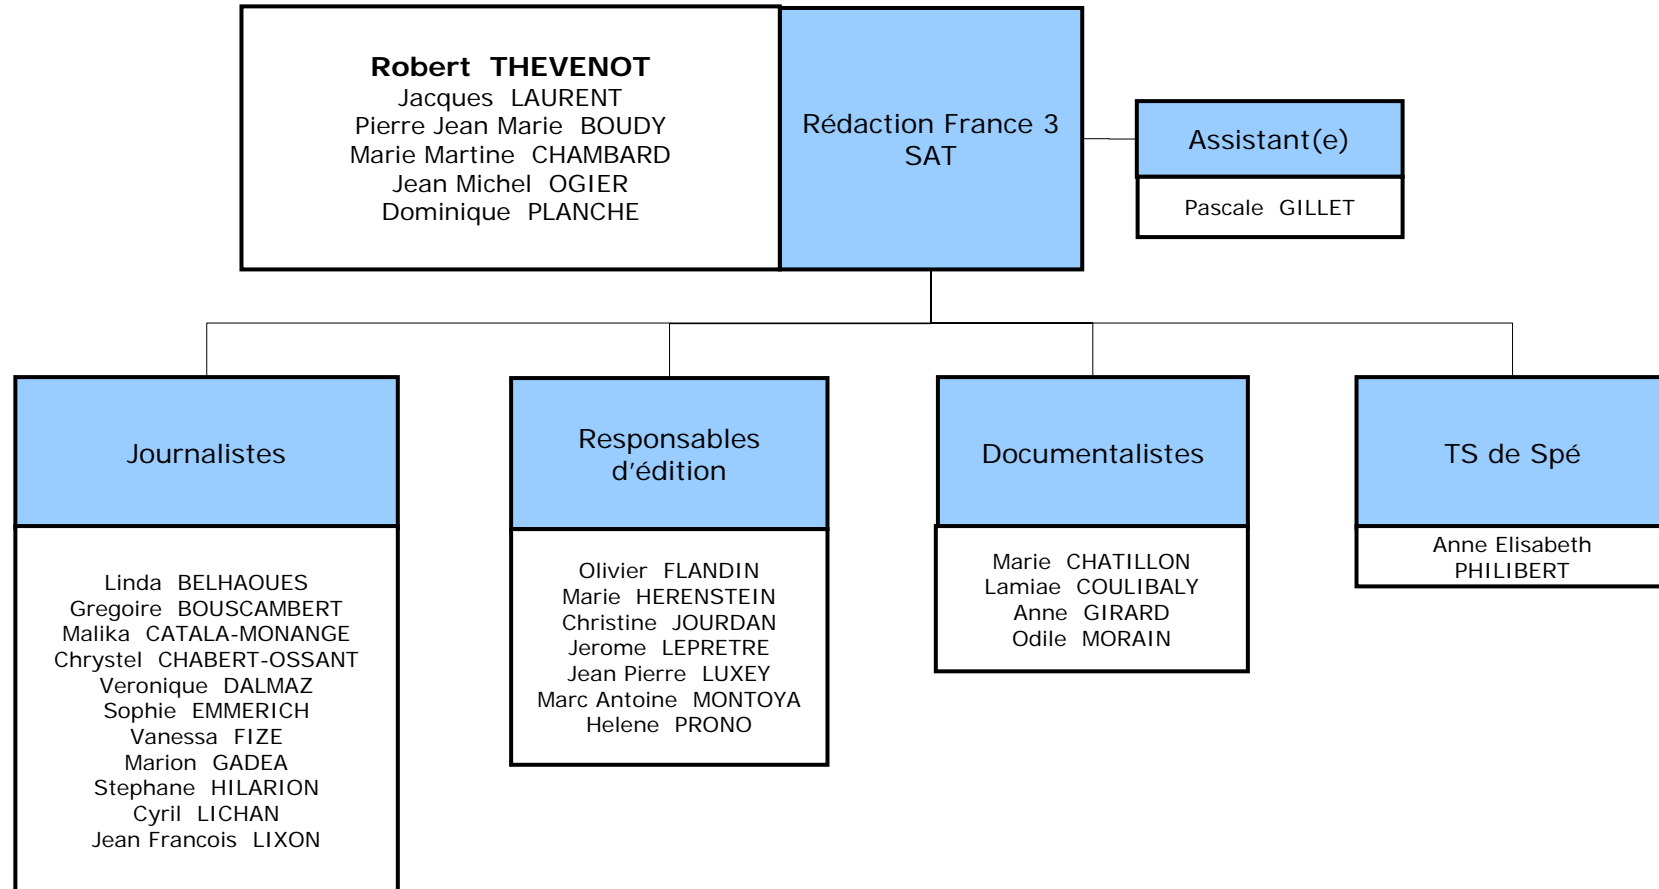 Robert THEVENOT
Jacques LAURENT
Pierre Jean Marie BOUDY
Marie Martine CHAMBARD
Jean Michel OGIER
Dominique PLANCHE
Rédaction France 3
SAT
Assistant(e)
Pascale GILLET
Journalistes
Linda BELHAOUES
Gregoire BOUSCAMBERT
Malika CATALA-MONANGE
Chrystel CHABERT-OSSANT
Veronique DALMAZ
Sophie EMMERICH
Vanessa FIZE
Marion GADEA
Stephane HILARION
Cyril LICHAN
Jean Francois LIXON
Responsables
d'édition
Olivier FLANDIN
Marie HERENSTEIN
Christine JOURDAN
Jerome LEPRETRE
Jean Pierre LUXEY
Marc Antoine MONTOYA
Helene PRONO
Documentalistes
Marie CHATILLON
Lamiae COULIBALY
Anne GIRARD
Odile MORAIN
TS de Spé
Anne Elisabeth
PHILIBERT